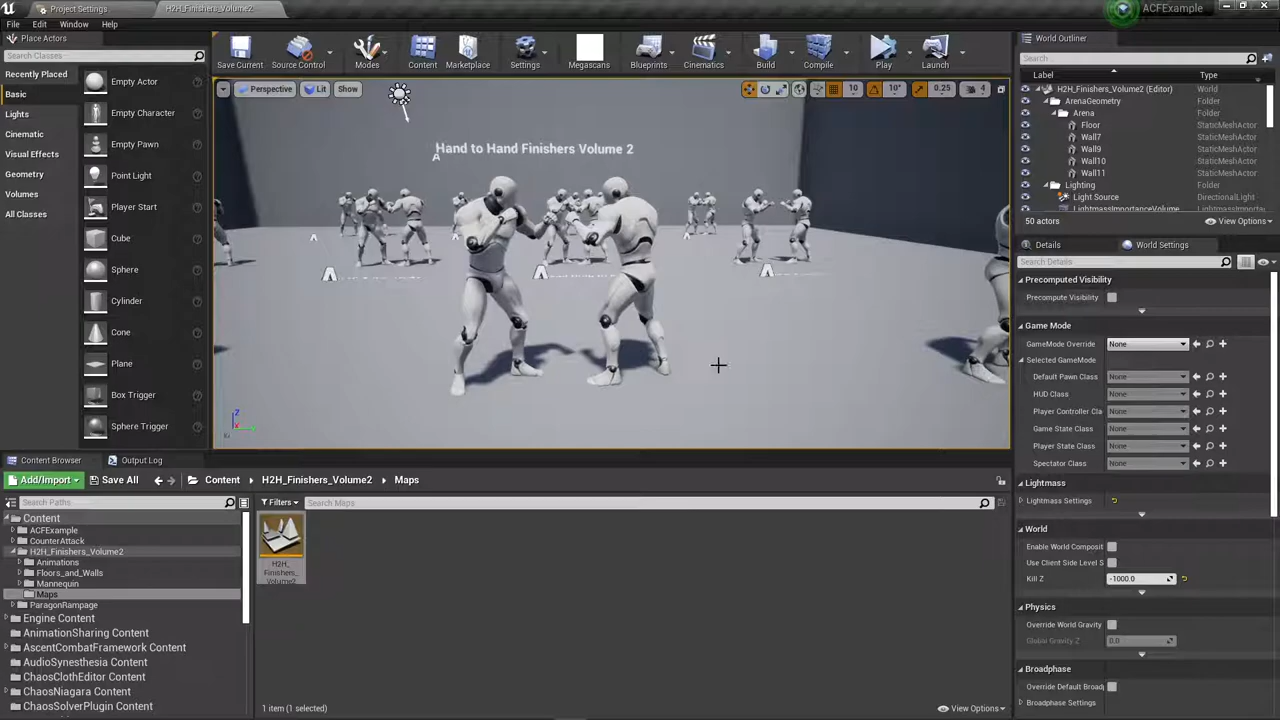 Project Settings
H2H_Finishers_Volume2
ACFExample
File
Edit
Window
Help
Place Actors
Search Classes
Recently Placed
Basic
Lights
Cinematic
Visual Effects
Geometry
Volumes
All Classes
Empty Actor
Empty Character
Empty Pawn
Point Light
Player Start
Cube
Sphere
Cylinder
Cone
Plane
Box Trigger
Sphere Trigger
Save Current
Source Control
Modes
Content
Marketplace
Settings
Megascans
Blueprints
Cinematics
Build
Compile
Play
Launch
Perspective
Lit
Show
10
10°
0.25
4
Hand to Hand Finishers Volume 2
World Outliner
Search...
Label
Type
H2H_Finishers_Volume2 (Editor)
World
ArenaGeometry
Folder
Arena
Folder
Floor
StaticMeshActor
Wall7
StaticMeshActor
Wall9
StaticMeshActor
Wall10
StaticMeshActor
Wall11
StaticMeshActor
Lighting
Folder
Light Source
DirectionalLight
LightmassImportanceVolume
50 actors
View Options
Details
World Settings
Search Details
Precomputed Visibility
Precompute Visibility
Game Mode
GameMode Override
None
Selected GameMode
Default Pawn Class
None
HUD Class
None
Player Controller Cla
None
Game State Class
None
Player State Class
None
Spectator Class
None
Lightmass
Lightmass Settings
World
Enable World Composit
Use Client Side Level S
Kill Z
-1000.0
Physics
Override World Gravity
Global Gravity Z
0.0
Broadphase
Override Default Broadp
Broadphase Settings
Content Browser
Output Log
Add/Import
Save All
Content
H2H_Finishers_Volume2
Maps
Search Paths
Filters
Search Maps
Content
ACFExample
CounterAttack
H2H_Finishers_Volume2
Animations
Floors_and_Walls
Mannequin
Maps
ParagonRampage
Engine Content
AnimationSharing Content
AscentCombatFramework Content
AudioSynesthesia Content
ChaosClothEditor Content
ChaosNiagara Content
ChaosSolverPlugin Content
H2H_
Finishers_
Volume2
1 item (1 selected)
View Options